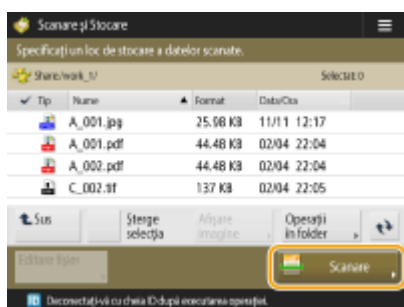 Scanare și Stocare
Specificați un loc de stocare a datelor scanate.
Share/work_1/ Selectat: 0
Tip Nume Format Data/Ora
A_001.jpg 25.98 KB 11/11 12:17
A_001.pdf 44.48 KB 02/04 22:04
A_002.pdf 44.48 KB 02/04 22:04
C_002.tif 137 KB 02/04 22:05
Sus Șterge selecția Afișare imagine Operații în folder
Editare fișier Scanare
ID Deconectați-vă cu cheia ID după executarea operației.